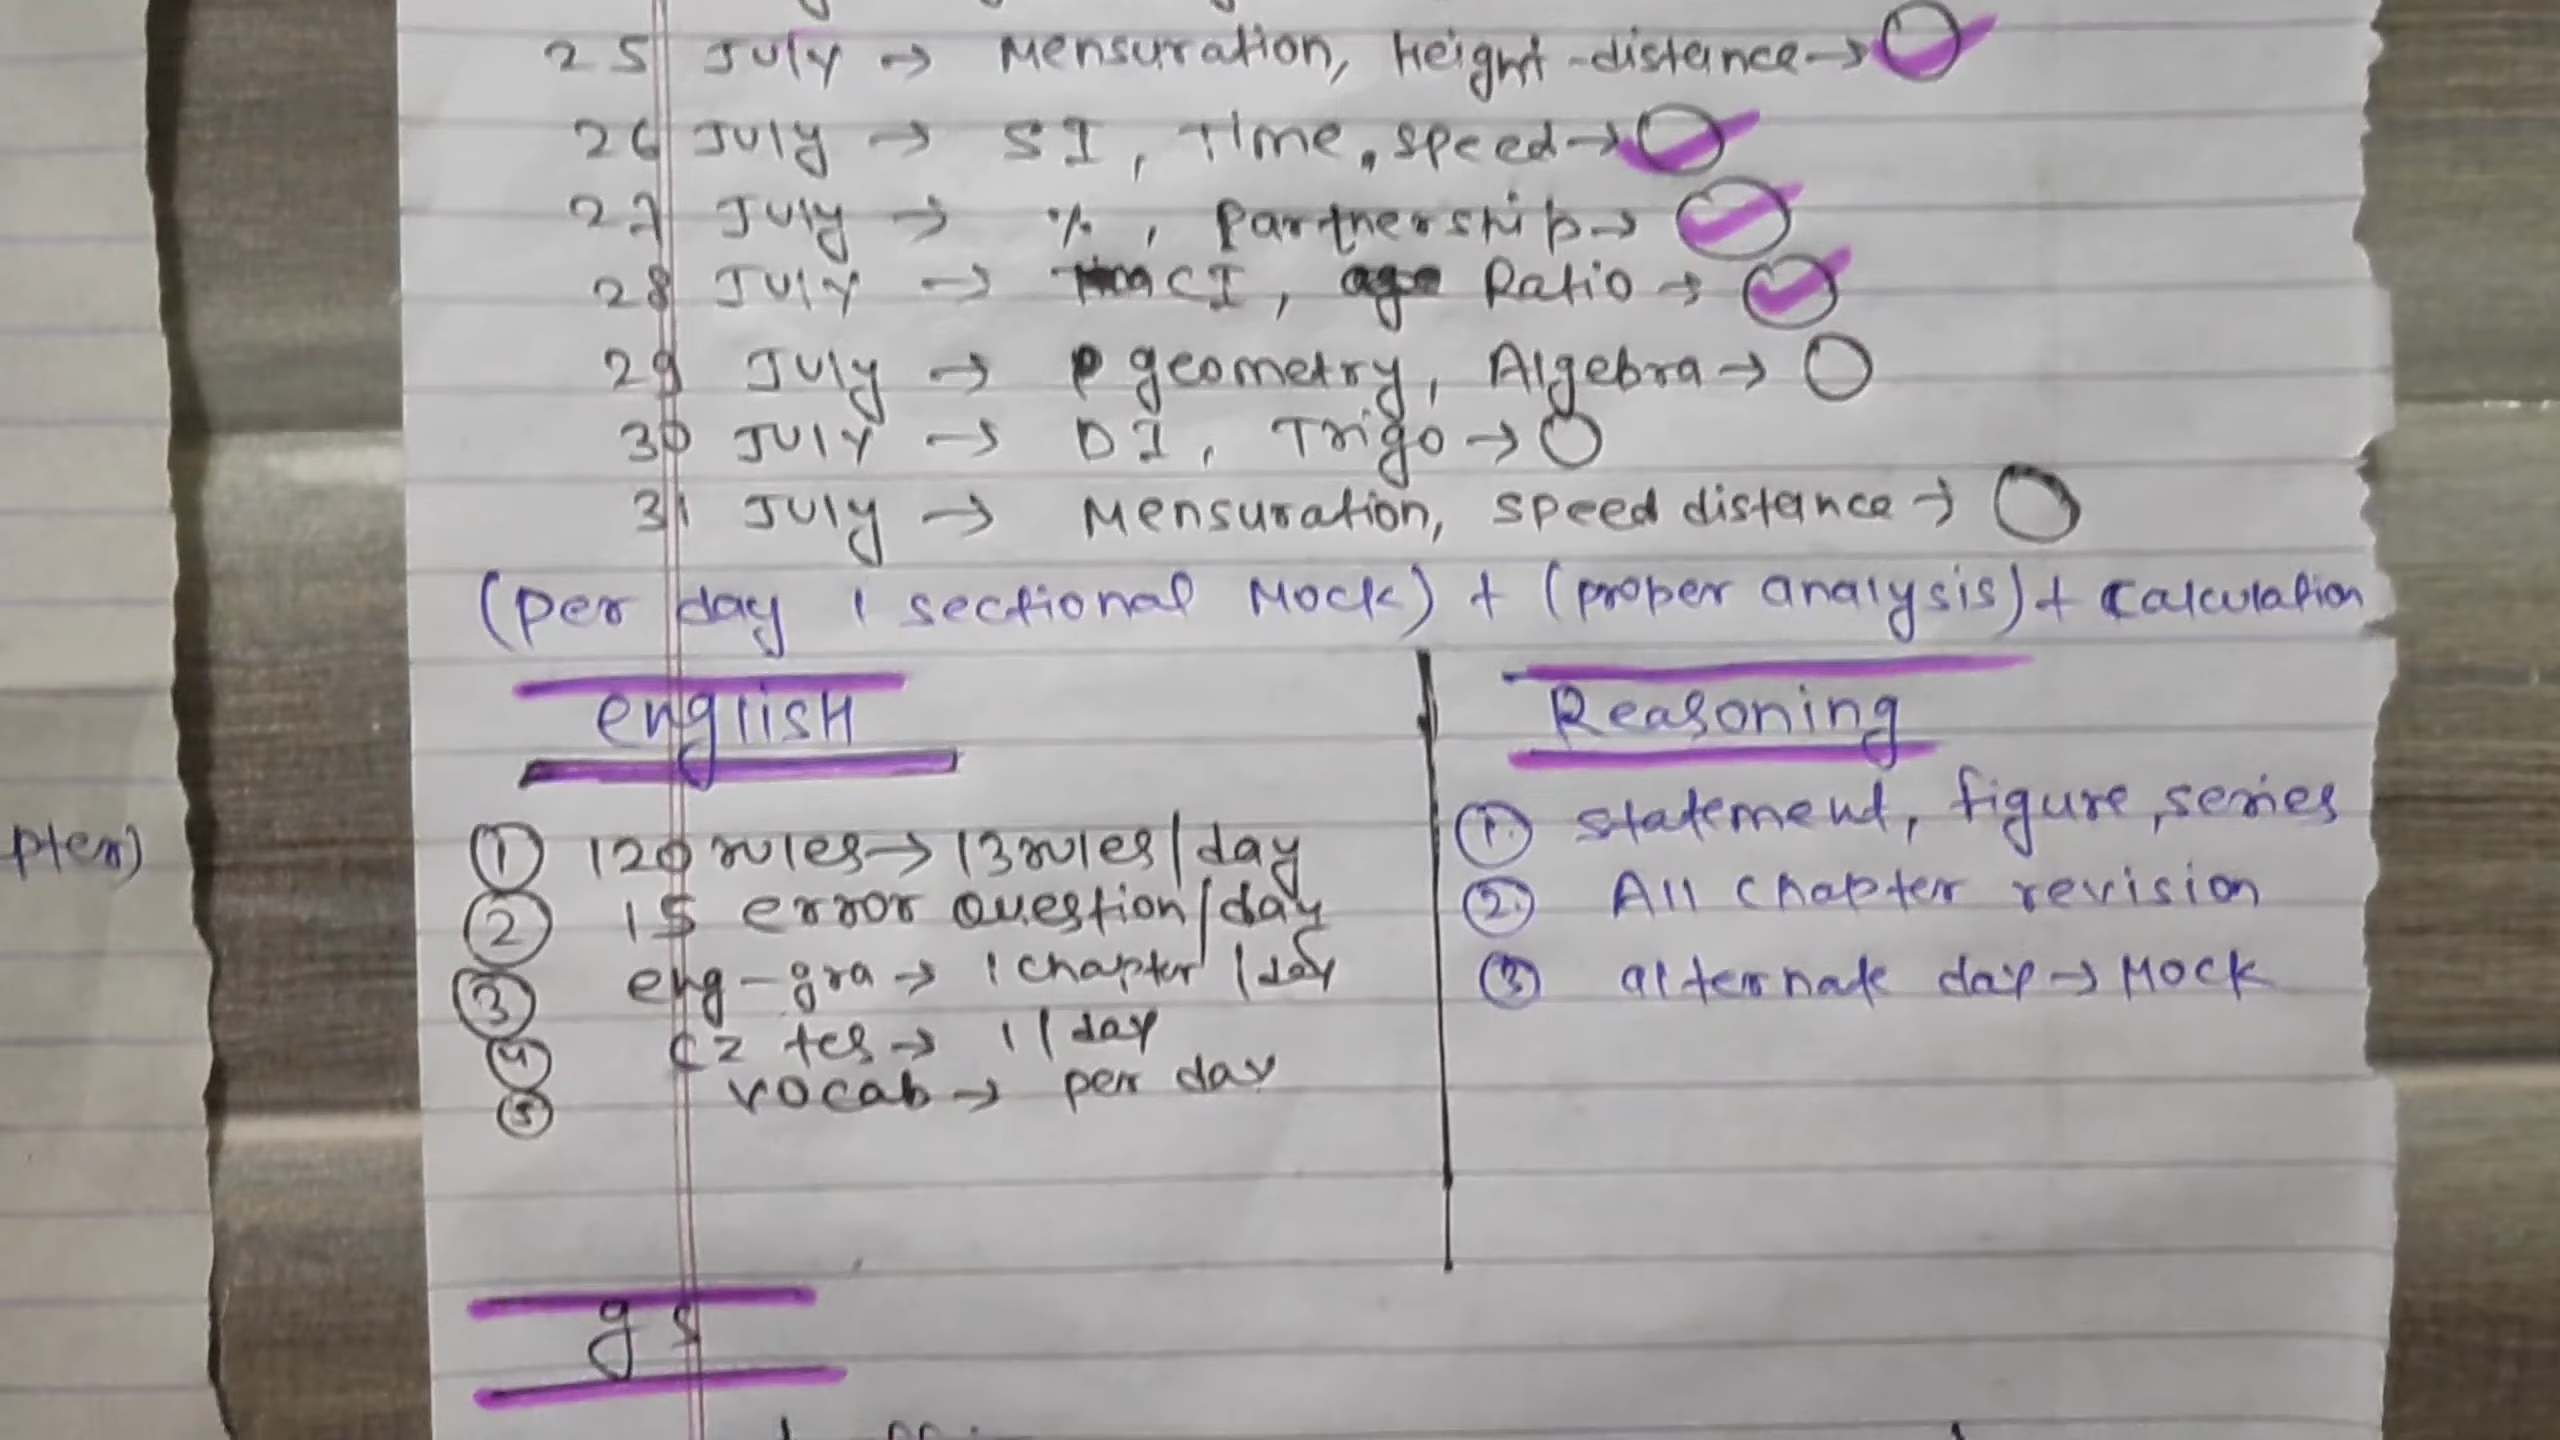 25 July → Mensuration, Height-distance →
26 July → SI, Time, speed →
27 July → %, Partnership →
28 July → CI, Ratio →
29 July → geometry, Algebra →
30 July → DI, Trigo →
31 July → Mensuration, speed distance →
(per day 1 sectional Mock) + (proper analysis) + Calculation
english
① 120 rules → 13 rules/day
② 15 error question/day
③ eng-gra → 1 chapter/day
④ cz tes → 1/day
⑤ vocab → per day
Reasoning
①. statement, figure, series
②. All chapter revision
③ alternate day → Mock
pter)
gs